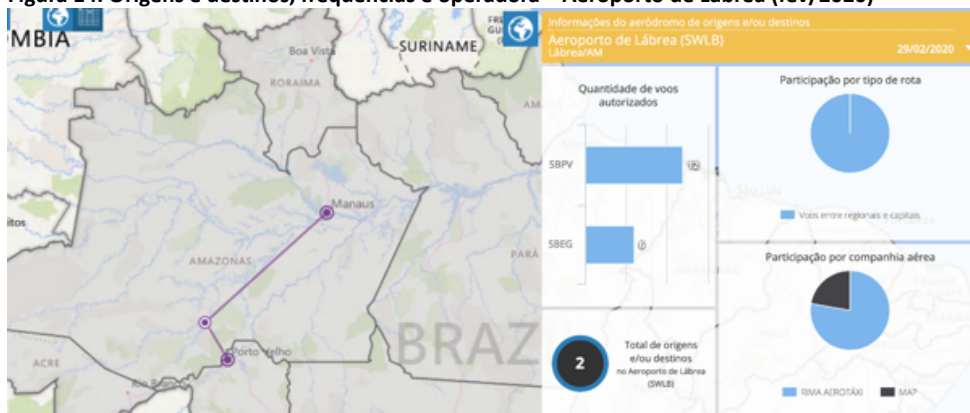 Figura 14. Origens e destinos, frequências e operadora – Aeroporto de Lábrea (fev/2020)
MBIA
Boa Vista
SURINAME
RORAIMA
Manaus
AMAZONAS
PARÁ
BRAZ
Porto Velho
ACRE
Rio Branco
Informações do aeródromo de origens e/ou destinos
Aeroporto de Lábrea (SWLB)
Lábrea/AM
29/02/2020
Quantidade de voos
autorizados
SBPV
SBEG
2
Total de origens
e/ou destinos
no Aeroporto de Lábrea
(SWLB)
Participação por tipo de rota
Voos entre regionais e capitais
Participação por companhia aérea
RIMA AEROTÁXI
MAP